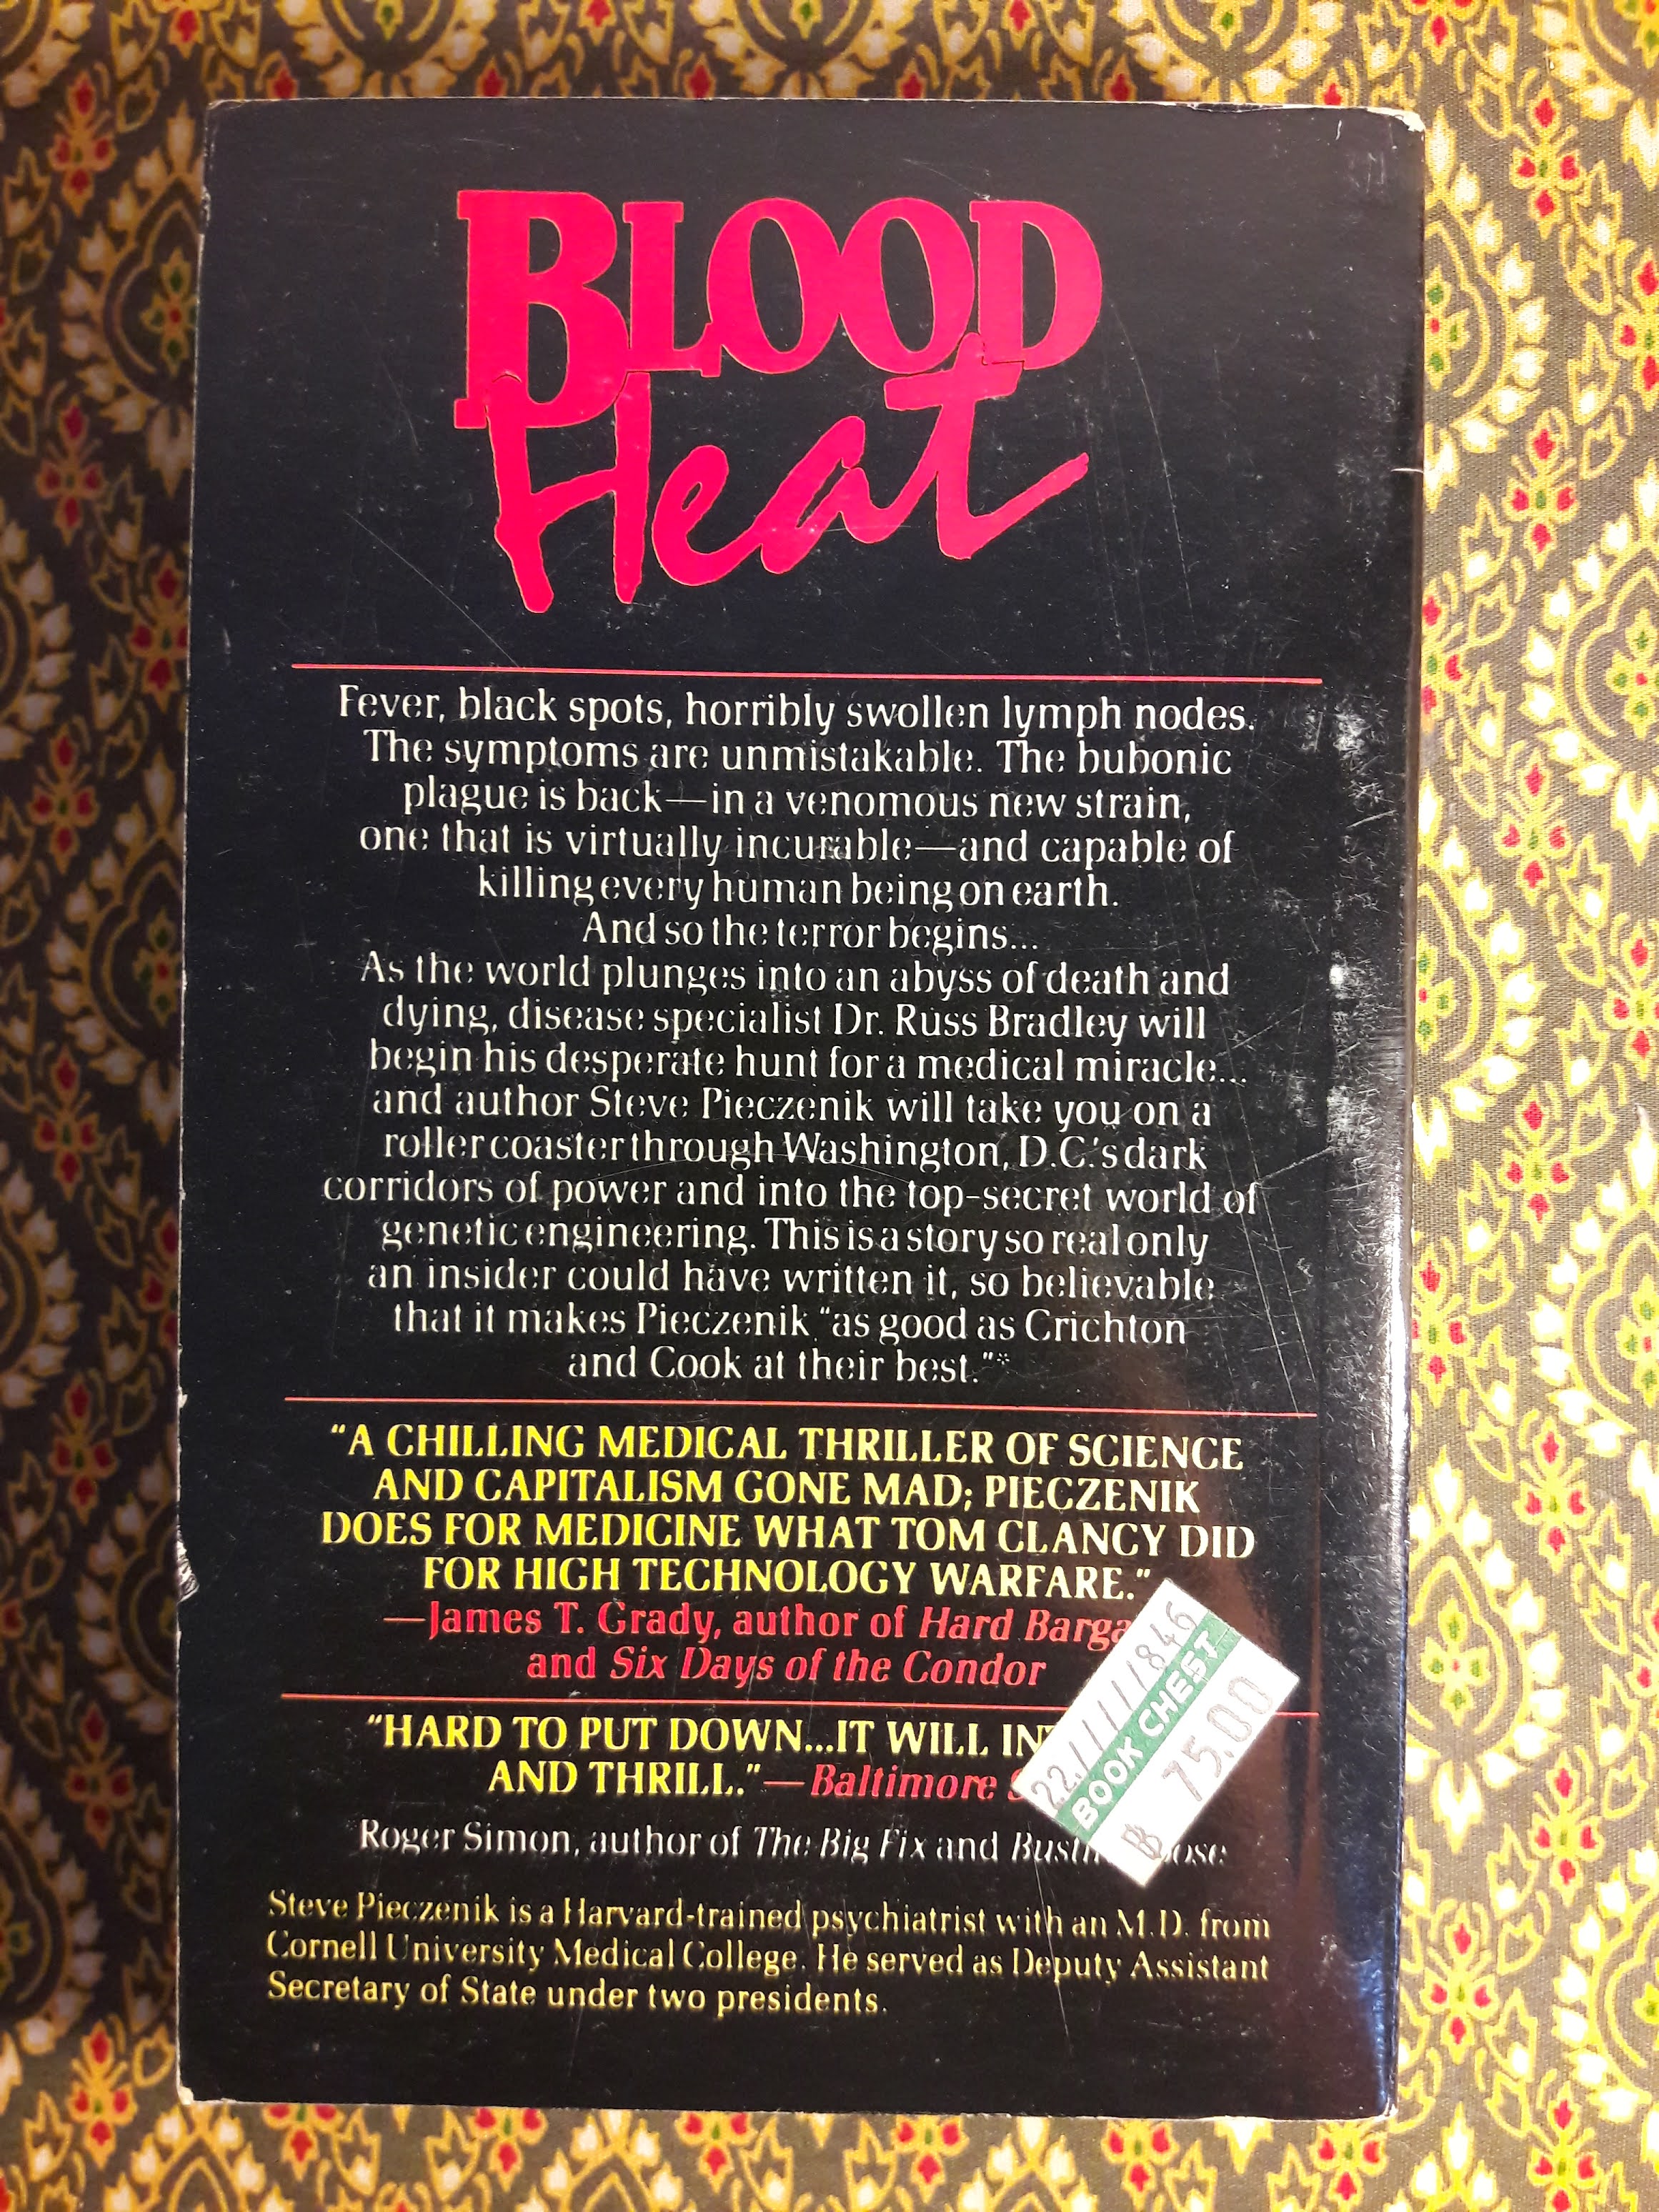 BLOOD
Heat
Fever, black spots, horribly swollen lymph nodes.
The symptoms are unmistakable. The bubonic
plague is back—in a venomous new strain,
one that is virtually incurable—and capable of
killing every human being on earth.
And so the terror begins...
As the world plunges into an abyss of death and
dying, disease specialist Dr. Russ Bradley will
begin his desperate hunt for a medical miracle...
and author Steve Pieczenik will take you on a
roller coaster through Washington, D.C.'s dark
corridors of power and into the top-secret world of
genetic engineering. This is a story so real only
an insider could have written it, so believable
that it makes Pieczenik "as good as Crichton
and Cook at their best."*
"A CHILLING MEDICAL THRILLER OF SCIENCE
AND CAPITALISM GONE MAD; PIECZENIK
DOES FOR MEDICINE WHAT TOM CLANCY DID
FOR HIGH TECHNOLOGY WARFARE."
—James T. Grady, author of Hard
and Six Days of the Condor
"HARD TO PUT DOWN...IT WILL
AND THRILL."—Baltimore
Roger Simon, author of The Big Fix and
22/////846
BOOK CHEST
75.00
Steve Pieczenik is a Harvard-trained psychiatrist with an M.D. from
Cornell University Medical College. He served as Deputy Assistant
Secretary of State under two presidents.